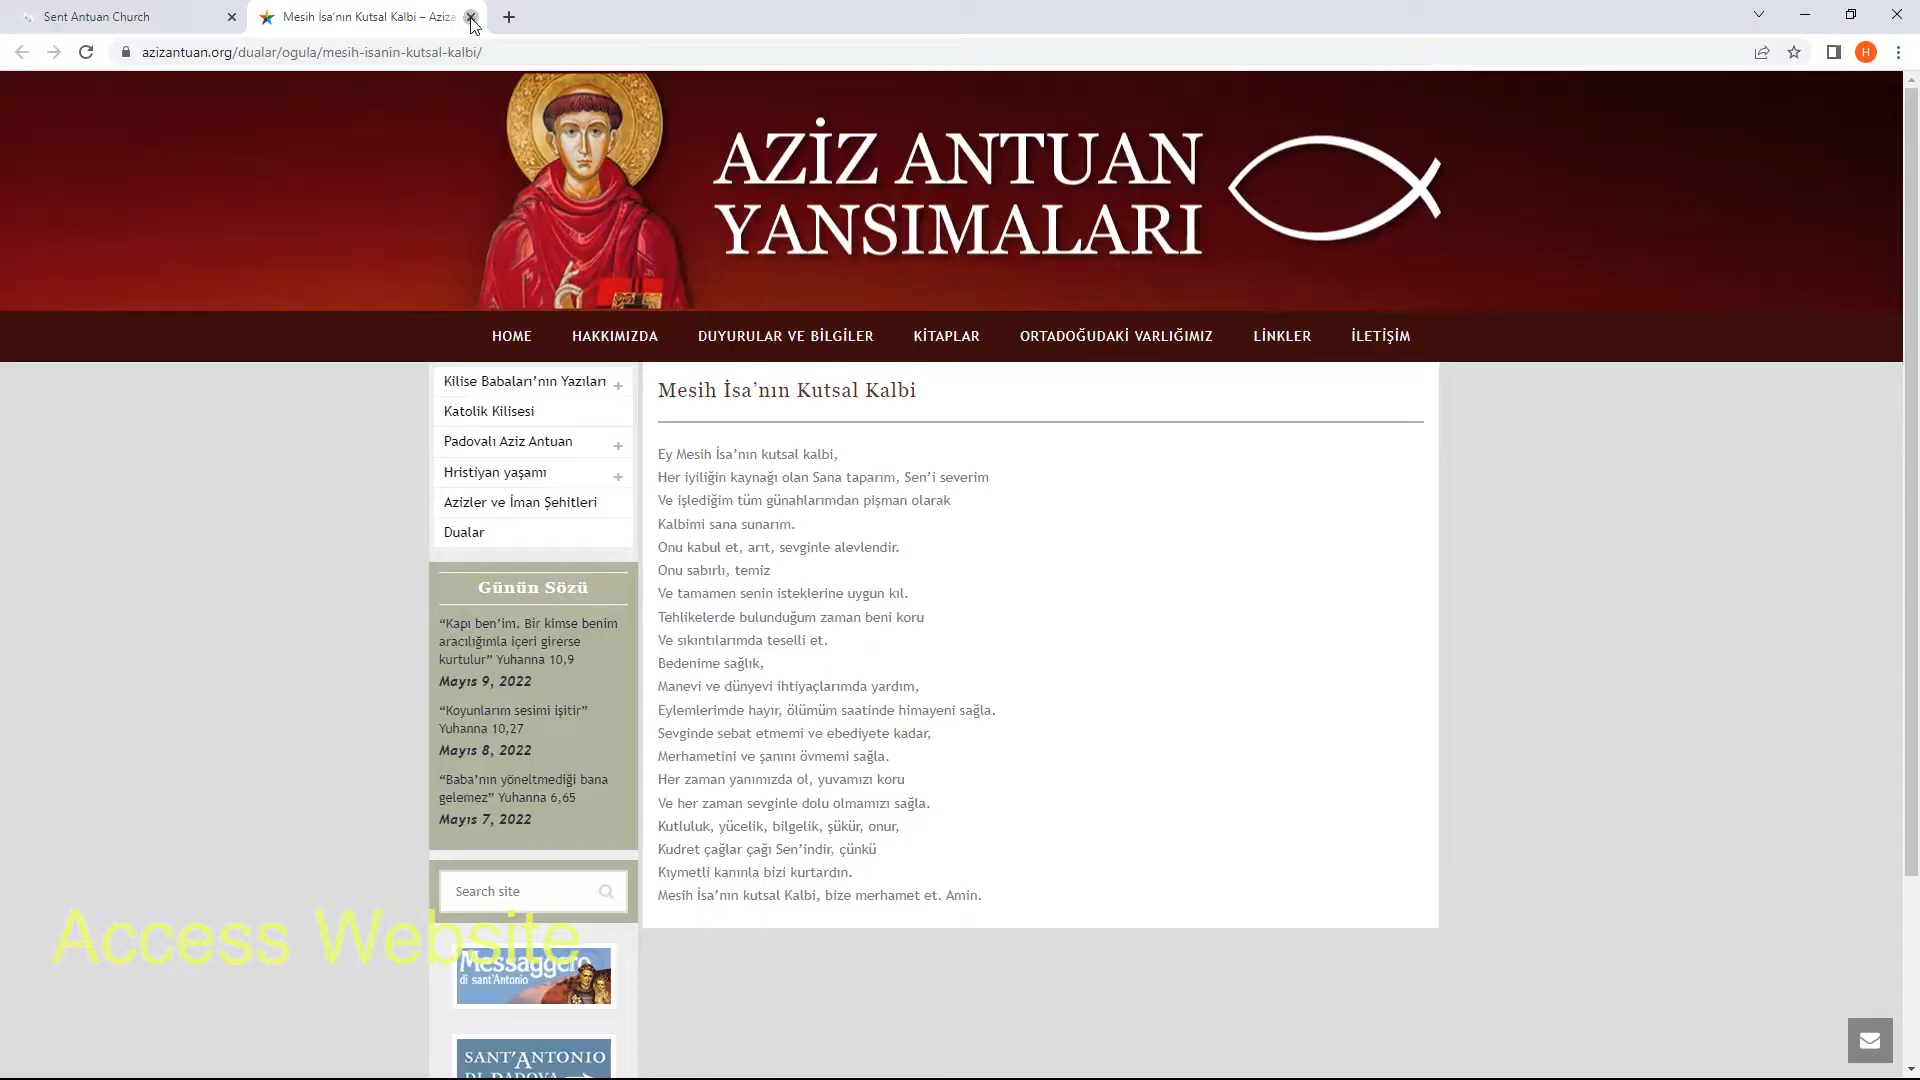 Sent Antuan Church
Mesih İsa’nın Kutsal Kalbi – Aziza
azizantuan.org/dualar/ogula/mesih-isanin-kutsal-kalbi/
H
AZİZ ANTUAN
YANSIMALARI
HOME HAKKIMIZDA DUYURULAR VE BİLGİLER KİTAPLAR ORTADOĞUDAKİ VARLIĞIMIZ LİNKLER İLETİŞİM
Kilise Babaları’nın Yazıları +
Katolik Kilisesi
Padovalı Aziz Antuan +
Hristiyan yaşamı +
Azizler ve İman Şehitleri
Dualar
Günün Sözü
“Kapı ben’im. Bir kimse benim
aracılığımla içeri girerse
kurtulur” Yuhanna 10,9
Mayıs 9, 2022
“Koyunlarım sesimi işitir”
Yuhanna 10,27
Mayıs 8, 2022
“Baba’nın yöneltmediği bana
gelemez” Yuhanna 6,65
Mayıs 7, 2022
Search site
Access Website
Messaggero
di sant’Antonio
SANT’ANTONIO
DI PADOVA
Mesih İsa’nın Kutsal Kalbi
Ey Mesih İsa’nın kutsal kalbi,
Her iyiliğin kaynağı olan Sana taparım, Sen’i severim
Ve işlediğim tüm günahlarımdan pişman olarak
Kalbimi sana sunarım.
Onu kabul et, arıt, sevginle alevlendir.
Onu sabırlı, temiz
Ve tamamen senin isteklerine uygun kıl.
Tehlikelerde bulunduğum zaman beni koru
Ve sıkıntılarımda teselli et.
Bedenime sağlık,
Manevi ve dünyevi ihtiyaçlarımda yardım,
Eylemlerimde hayır, ölümüm saatinde himayeni sağla.
Sevginde sebat etmemi ve ebediyete kadar,
Merhametini ve şanını övmemi sağla.
Her zaman yanımızda ol, yuvamızı koru
Ve her zaman sevginle dolu olmamızı sağla.
Kutluluk, yücelik, bilgelik, şükür, onur,
Kudret çağlar çağı Sen’indir, çünkü
Kıymetli kanınla bizi kurtardın.
Mesih İsa’nın kutsal Kalbi, bize merhamet et. Amin.